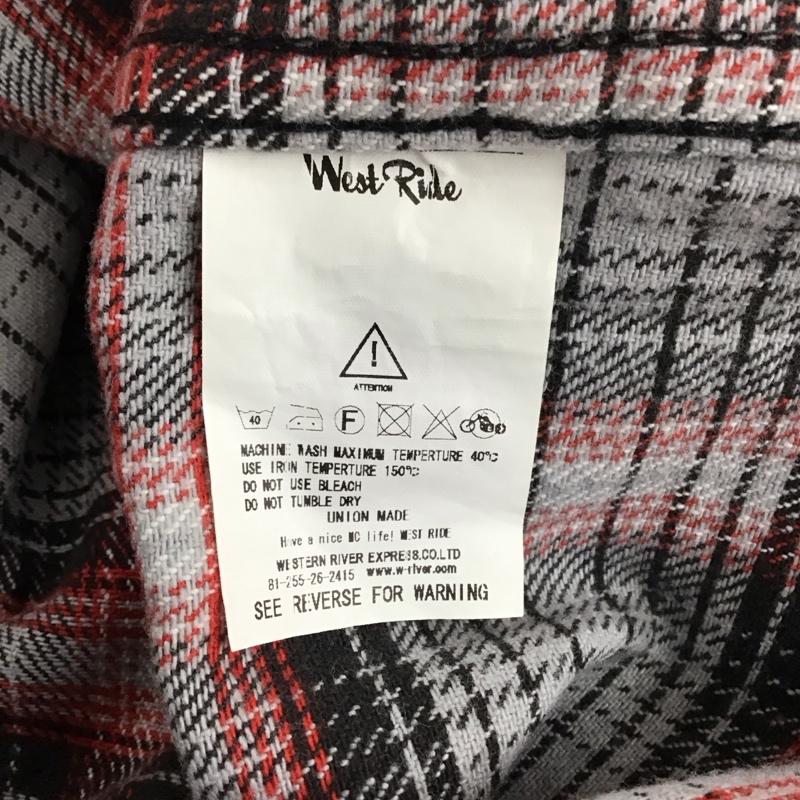 West Ride
!
ATTENTION
40 F
MACHINE WASH MAXIMUM TEMPERTURE 40℃
USE IRON TEMPERTURE 150℃
DO NOT USE BLEACH
DO NOT TUMBLE DRY
UNION MADE
Have a nice MC life! WEST RIDE
WESTERN RIVER EXPRESS.CO.LTD
81-255-26-2415 www.w-river.com
SEE REVERSE FOR WARNING